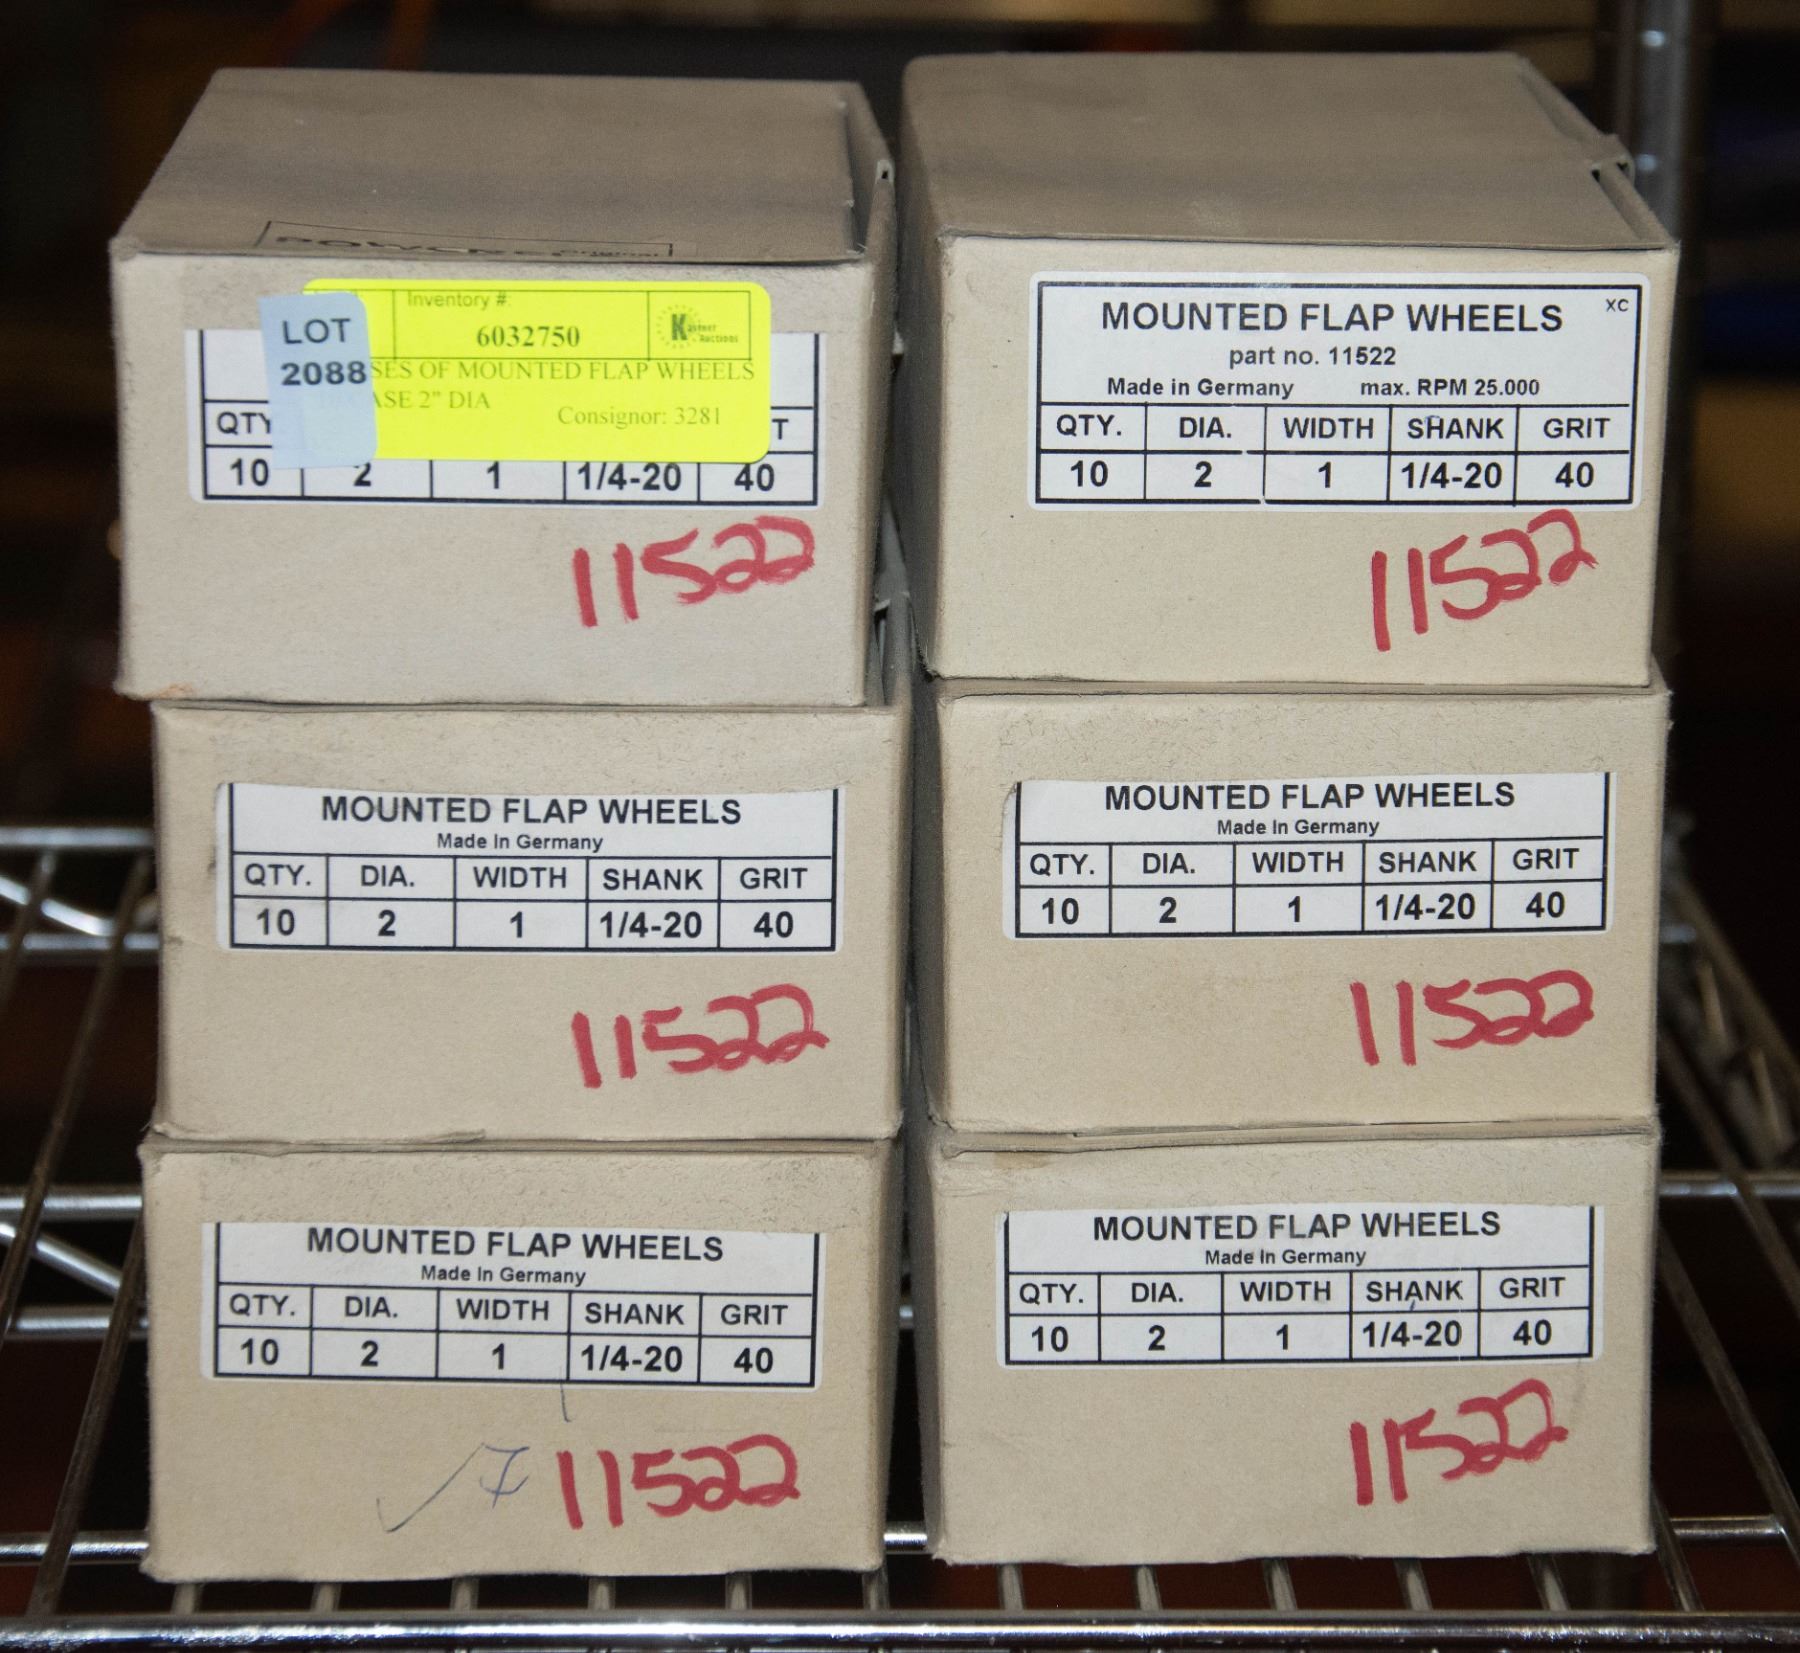 LOT
2088
Inventory #:
6032750
Kastner
Auctions
SES OF MOUNTED FLAP WHEELS
ASE 2" DIA
Consignor: 3281
QTY
T
10 2 1 1/4-20 40
11522
MOUNTED FLAP WHEELS XC
part no. 11522
Made in Germany max. RPM 25.000
QTY. DIA. WIDTH SHANK GRIT
10 2 1 1/4-20 40
11522
MOUNTED FLAP WHEELS
Made In Germany
QTY. DIA. WIDTH SHANK GRIT
10 2 1 1/4-20 40
11522
MOUNTED FLAP WHEELS
Made In Germany
QTY. DIA. WIDTH SHANK GRIT
10 2 1 1/4-20 40
11522
MOUNTED FLAP WHEELS
Made In Germany
QTY. DIA. WIDTH SHANK GRIT
10 2 1 1/4-20 40
7 11522
MOUNTED FLAP WHEELS
Made In Germany
QTY. DIA. WIDTH SHANK GRIT
10 2 1 1/4-20 40
11522